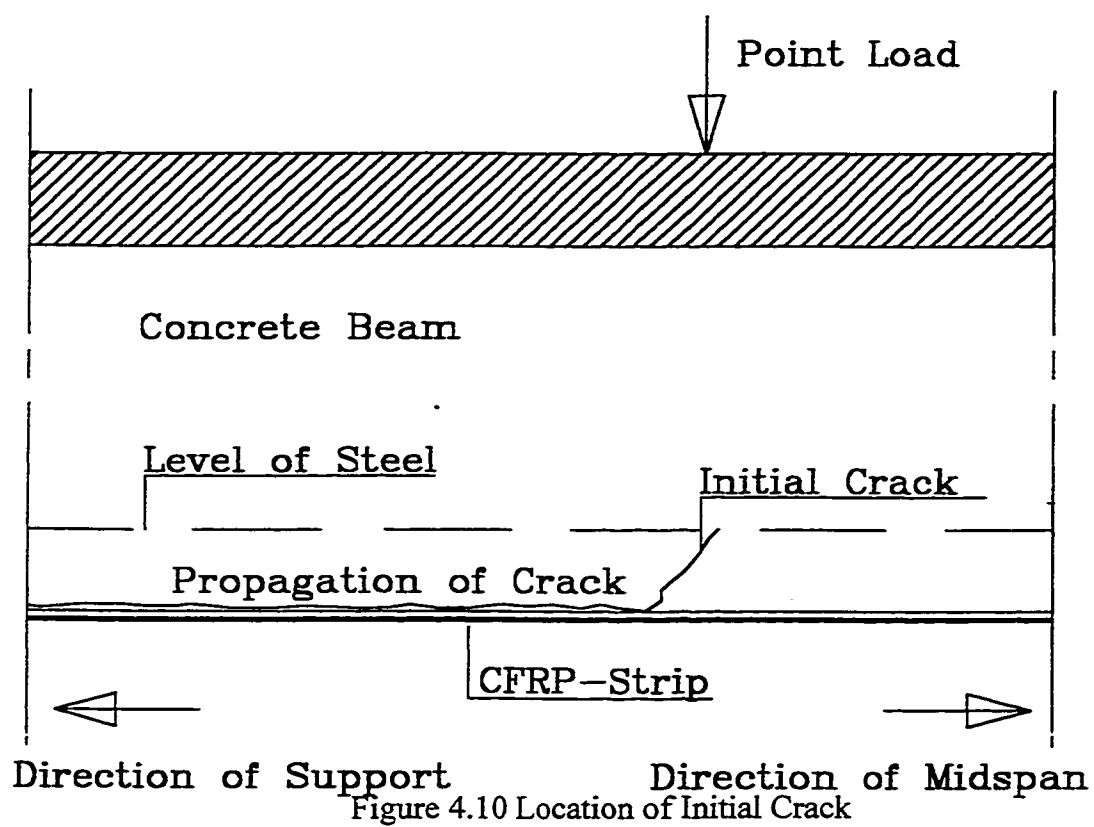 Point Load
Concrete Beam
Level of Steel
Initial Crack
Propagation of Crack
CFRP-Strip
Direction of Support
Direction of Midspan
Figure 4.10 Location of Initial Crack